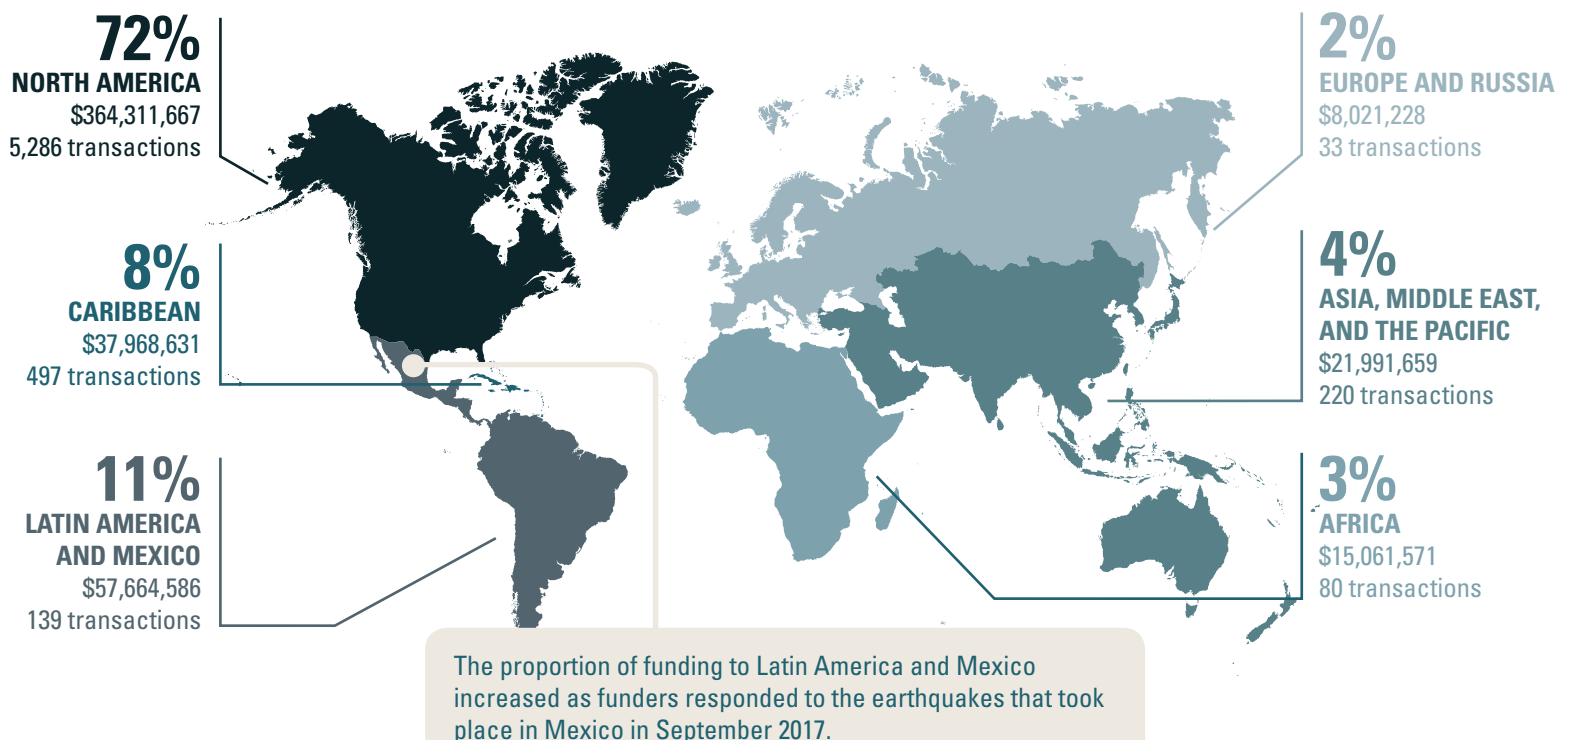 72%
NORTH AMERICA
$364,311,667
5,286 transactions
8%
CARIBBEAN
$37,968,631
497 transactions
11%
LATIN AMERICA
AND MEXICO
$57,664,586
139 transactions
2%
EUROPE AND RUSSIA
$8,021,228
33 transactions
4%
ASIA, MIDDLE EAST,
AND THE PACIFIC
$21,991,659
220 transactions
3%
AFRICA
$15,061,571
80 transactions
The proportion of funding to Latin America and Mexico
increased as funders responded to the earthquakes that took
place in Mexico in September 2017.